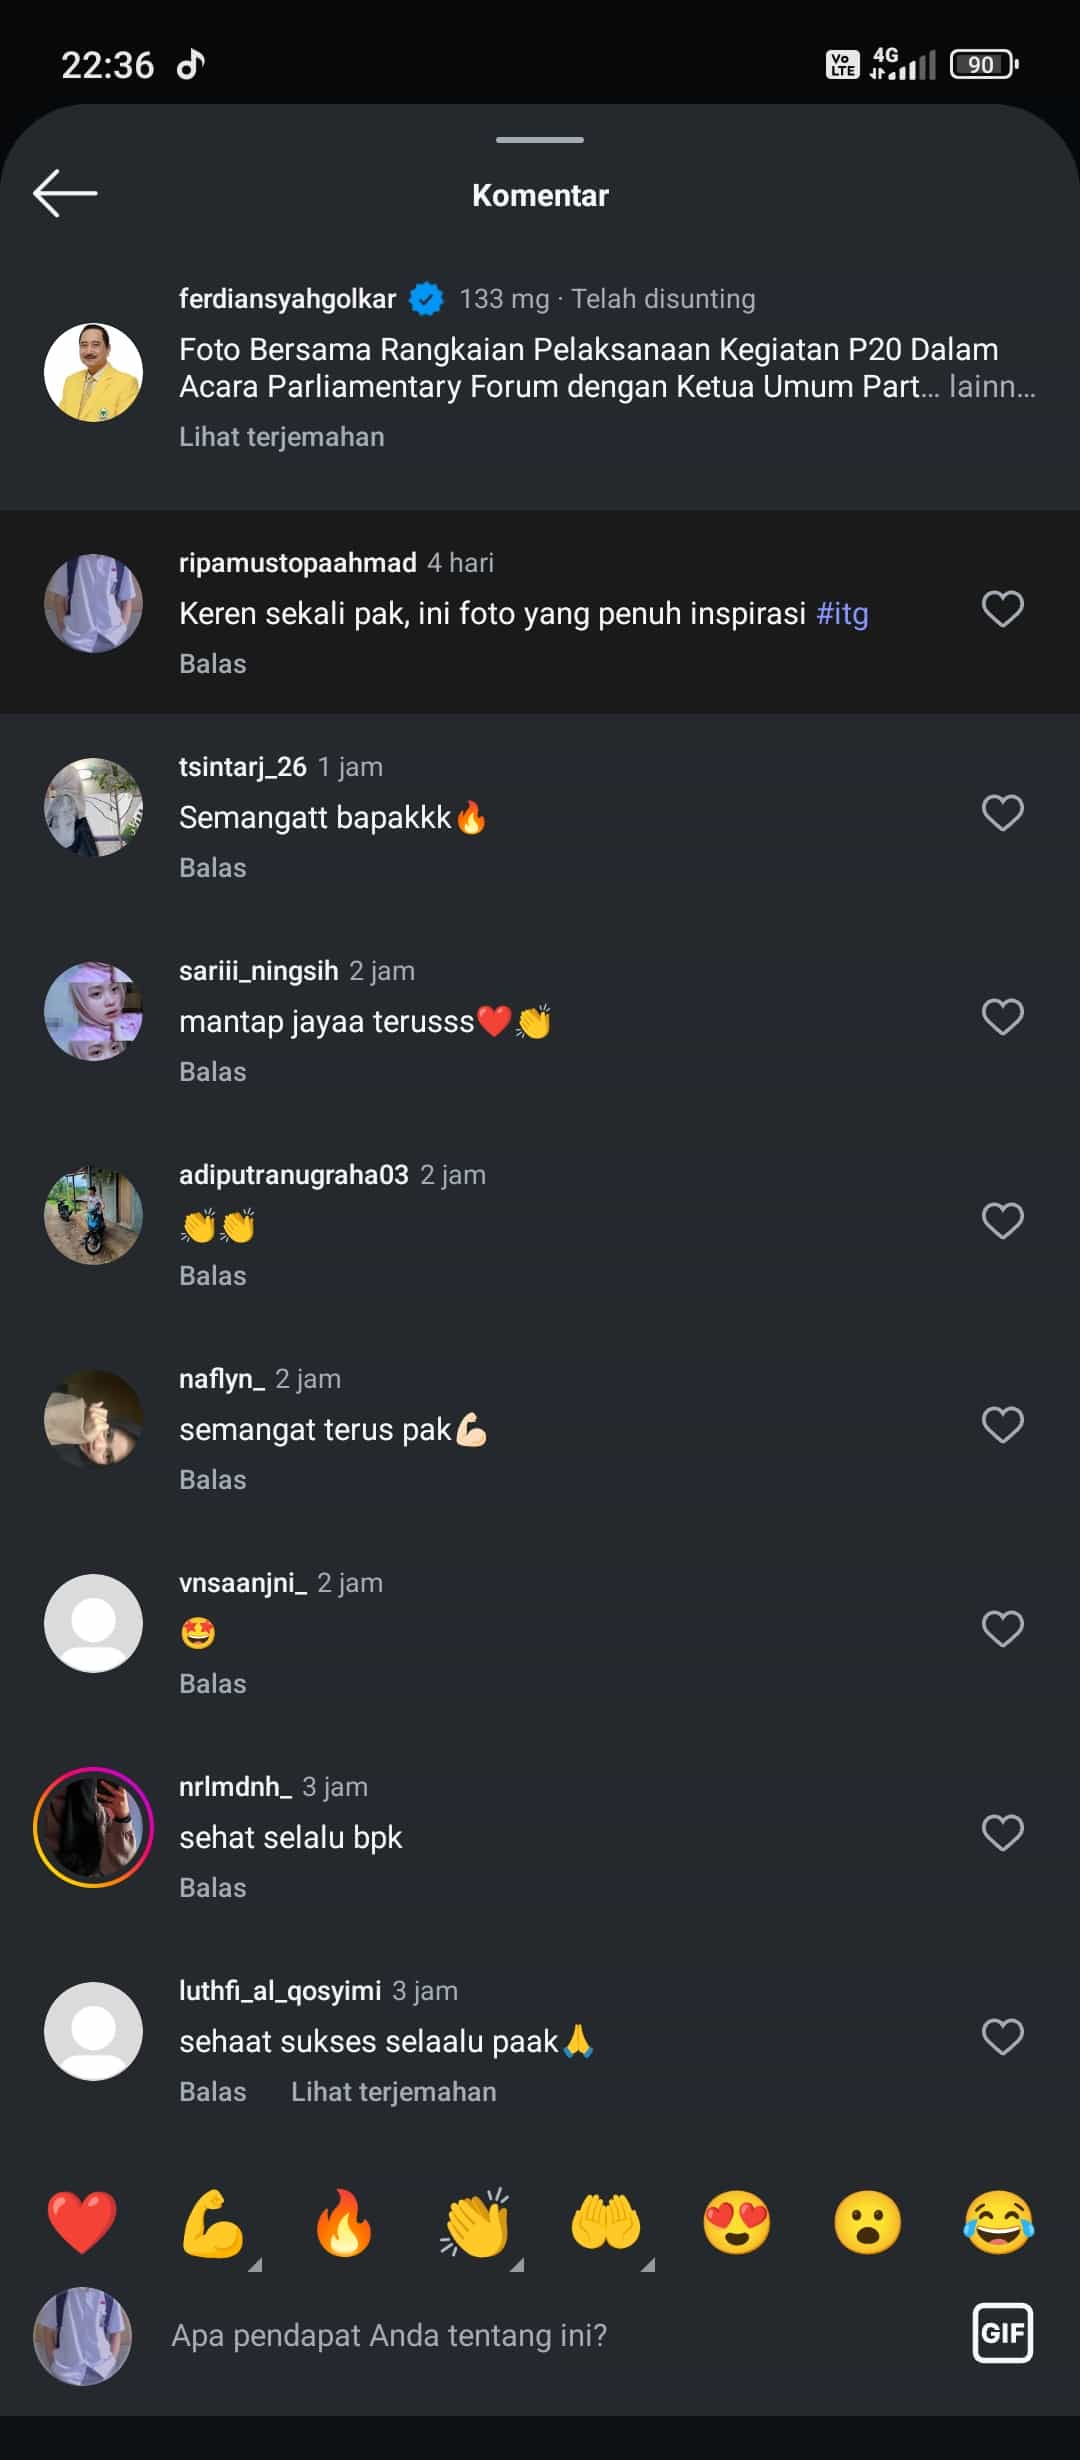 22:36
Vo LTE 4G 90
Komentar
ferdiansyahgolkar 133 mg · Telah disunting
Foto Bersama Rangkaian Pelaksanaan Kegiatan P20 Dalam
Acara Parliamentary Forum dengan Ketua Umum Part... lainn...
Lihat terjemahan
ripamustopaahmad 4 hari
Keren sekali pak, ini foto yang penuh inspirasi #itg
Balas
tsintarj_26 1 jam
Semangatt bapakkk🔥
Balas
sariii_ningsih 2 jam
mantap jayaa terusss❤️👏
Balas
adiputranugraha03 2 jam
👏👏
Balas
naflyn_ 2 jam
semangat terus pak💪🏻
Balas
vnsaanjni_ 2 jam
🤩
Balas
nrlmdnh_ 3 jam
sehat selalu bpk
Balas
luthfi_al_qosyimi 3 jam
sehaat sukses selaalu paak🙏
Balas Lihat terjemahan
❤️ 💪 🔥 👏 🤲 😍 😮 😂
Apa pendapat Anda tentang ini? GIF